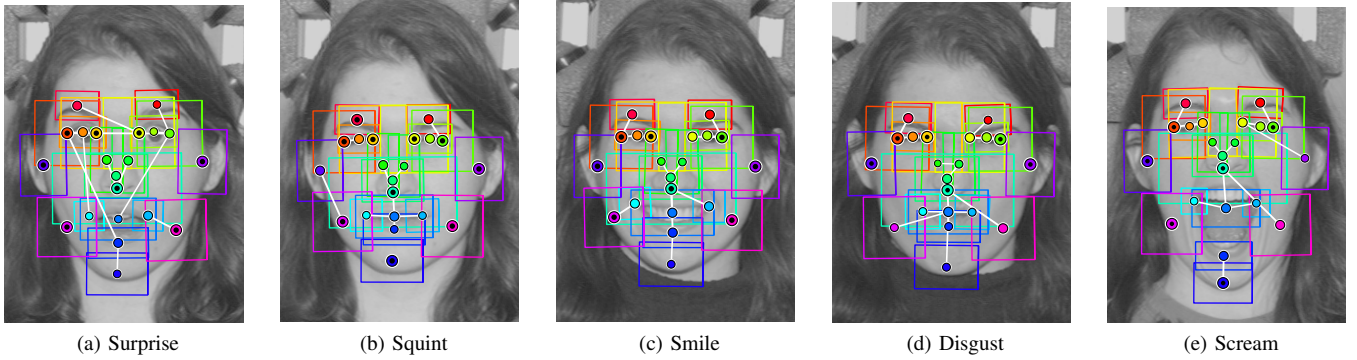 (a) Surprise
(b) Squint
(c) Smile
(d) Disgust
(e) Scream